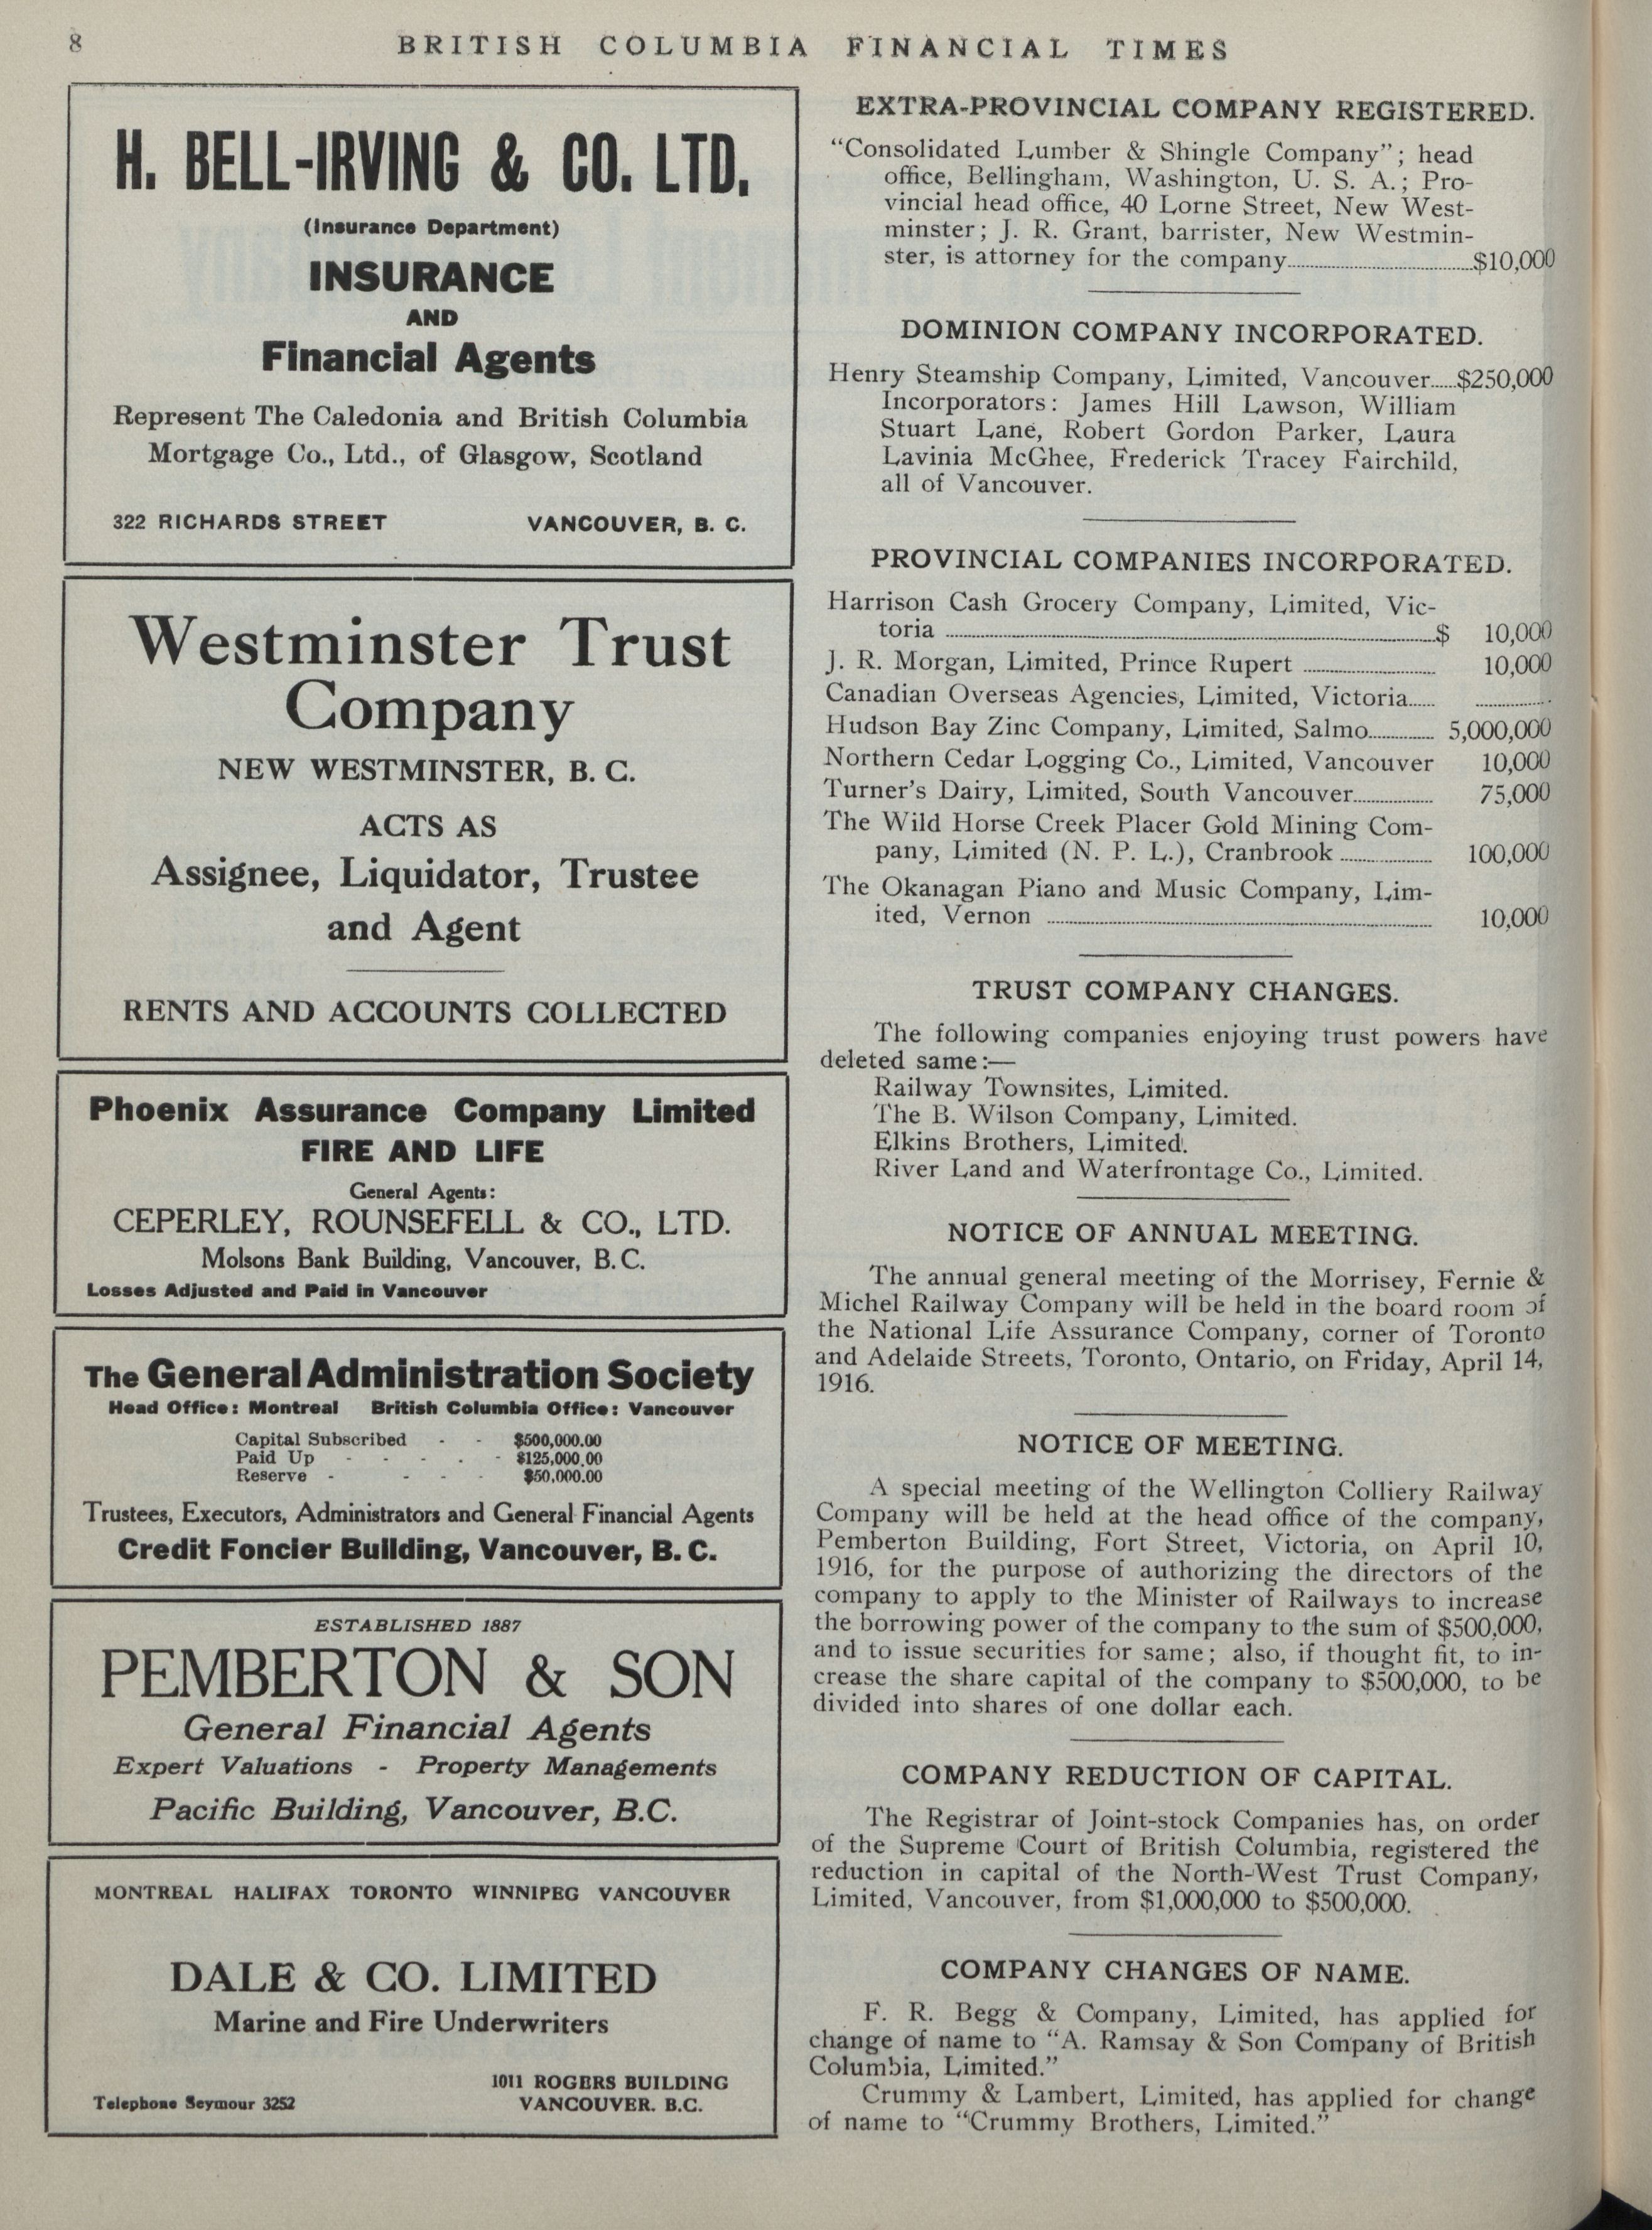 8
BRITISH COLUMBIA FINANCIAL TIMES
H. BELL-IRVING & CO. LTD.
(Insurance Department)
INSURANCE
AND
Financial Agents
Represent The Caledonia and British Columbia
Mortgage Co., Ltd., of Glasgow, Scotland
322 RICHARDS STREET VANCOUVER, B. C.
Westminster Trust
Company
NEW WESTMINSTER, B. C.
ACTS AS
Assignee, Liquidator, Trustee
and Agent
RENTS AND ACCOUNTS COLLECTED
Phoenix Assurance Company Limited
FIRE AND LIFE
General Agents:
CEPERLEY, ROUNSEFELL & CO., LTD.
Molsons Bank Building, Vancouver, B. C.
Losses Adjusted and Paid in Vancouver
The General Administration Society
Head Office: Montreal British Columbia Office: Vancouver
Capital Subscribed - - $500,000.00
Paid Up - - - - - $125,000.00
Reserve - - - - $50,000.00
Trustees, Executors, Administrators and General Financial Agents
Credit Foncier Building, Vancouver, B. C.
ESTABLISHED 1887
PEMBERTON & SON
General Financial Agents
Expert Valuations - Property Managements
Pacific Building, Vancouver, B.C.
MONTREAL HALIFAX TORONTO WINNIPEG VANCOUVER
DALE & CO. LIMITED
Marine and Fire Underwriters
1011 ROGERS BUILDING
Telephone Seymour 3252 VANCOUVER. B.C.
EXTRA-PROVINCIAL COMPANY REGISTERED.
"Consolidated Lumber & Shingle Company"; head
office, Bellingham, Washington, U. S. A.; Pro-
vincial head office, 40 Lorne Street, New West-
minster; J. R. Grant, barrister, New Westmin-
ster, is attorney for the company........$10,000
DOMINION COMPANY INCORPORATED.
Henry Steamship Company, Limited, Vancouver.....$250,000
Incorporators: James Hill Lawson, William
Stuart Lane, Robert Gordon Parker, Laura
Lavinia McGhee, Frederick Tracey Fairchild,
all of Vancouver.
PROVINCIAL COMPANIES INCORPORATED.
Harrison Cash Grocery Company, Limited, Vic-
toria ........$ 10,000
J. R. Morgan, Limited, Prince Rupert ........ 10,000
Canadian Overseas Agencies, Limited, Victoria...... ........
Hudson Bay Zinc Company, Limited, Salmo........ 5,000,000
Northern Cedar Logging Co., Limited, Vancouver 10,000
Turner's Dairy, Limited, South Vancouver........ 75,000
The Wild Horse Creek Placer Gold Mining Com-
pany, Limited (N. P. L.), Cranbrook ........ 100,000
The Okanagan Piano and Music Company, Lim-
ited, Vernon ........ 10,000
TRUST COMPANY CHANGES.
The following companies enjoying trust powers have
deleted same:—
Railway Townsites, Limited.
The B. Wilson Company, Limited.
Elkins Brothers, Limited.
River Land and Waterfrontage Co., Limited.
NOTICE OF ANNUAL MEETING.
The annual general meeting of the Morrisey, Fernie &
Michel Railway Company will be held in the board room of
the National Life Assurance Company, corner of Toronto
and Adelaide Streets, Toronto, Ontario, on Friday, April 14,
1916.
NOTICE OF MEETING.
A special meeting of the Wellington Colliery Railway
Company will be held at the head office of the company,
Pemberton Building, Fort Street, Victoria, on April 10,
1916, for the purpose of authorizing the directors of the
company to apply to the Minister of Railways to increase
the borrowing power of the company to the sum of $500,000,
and to issue securities for same; also, if thought fit, to in-
crease the share capital of the company to $500,000, to be
divided into shares of one dollar each.
COMPANY REDUCTION OF CAPITAL.
The Registrar of Joint-stock Companies has, on order
of the Supreme Court of British Columbia, registered the
reduction in capital of the North-West Trust Company,
Limited, Vancouver, from $1,000,000 to $500,000.
COMPANY CHANGES OF NAME.
F. R. Begg & Company, Limited, has applied for
change of name to "A. Ramsay & Son Company of British
Columbia, Limited."
Crummy & Lambert, Limited, has applied for change
of name to "Crummy Brothers, Limited."